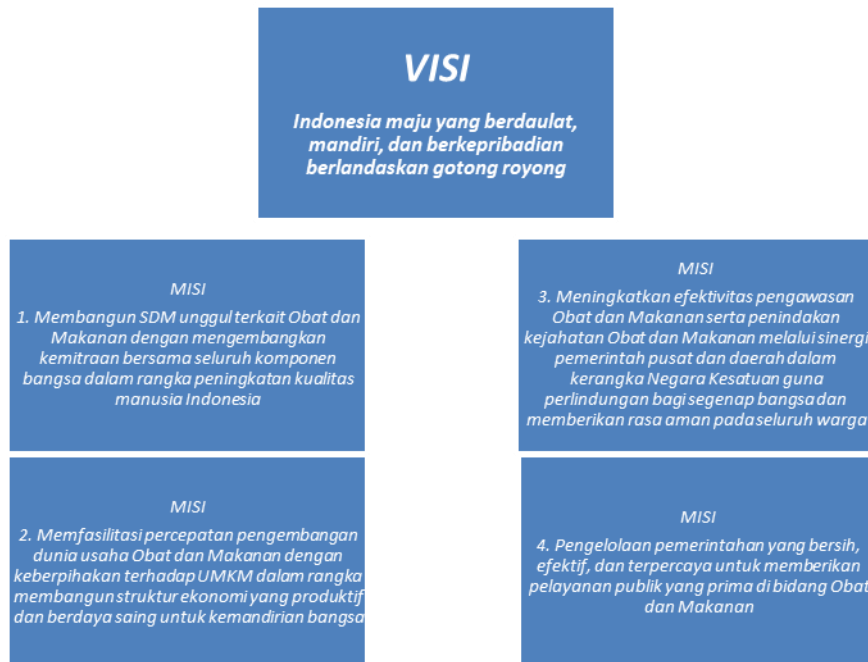 VISI
Indonesia maju yang berdaulat,
mandiri, dan berkepribadian
berlandaskan gotong royong
MISI
1. Membangun SDM unggul terkait Obat dan
Makanan dengan mengembangkan
kemitraan bersama seluruh komponen
bangsa dalam rangka peningkatan kualitas
manusia Indonesia
MISI
2. Memfasilitasi percepatan pengembangan
dunia usaha Obat dan Makanan dengan
keberpihakan terhadap UMKM dalam rangka
membangun struktur ekonomi yang produktif
dan berdaya saing untuk kemandirian bangsa
MISI
3. Meningkatkan efektivitas pengawasan
Obat dan Makanan serta penindakan
kejahatan Obat dan Makanan melalui sinergi
pemerintah pusat dan daerah dalam
kerangka Negara Kesatuan guna
perlindungan bagi segenap bangsa dan
memberikan rasa aman pada seluruh warga
MISI
4. Pengelolaan pemerintahan yang bersih,
efektif, dan terpercaya untuk memberikan
pelayanan publik yang prima di bidang Obat
dan Makanan